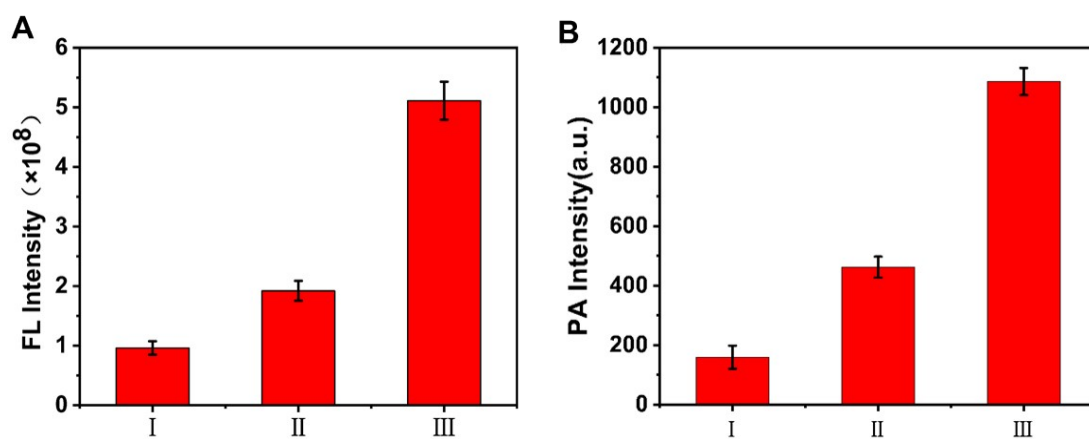 A
FL Intensity（×10⁸）
6
5
4
3
2
1
0
Ⅰ Ⅱ Ⅲ
B
PA Intensity(a.u.)
1200
1000
800
600
400
200
0
Ⅰ Ⅱ Ⅲ